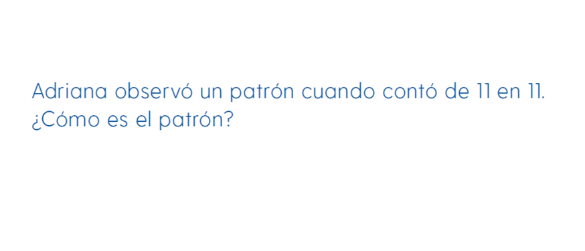 Adriana observó un patrón cuando contó de 11 en 11.
¿Cómo es el patrón?